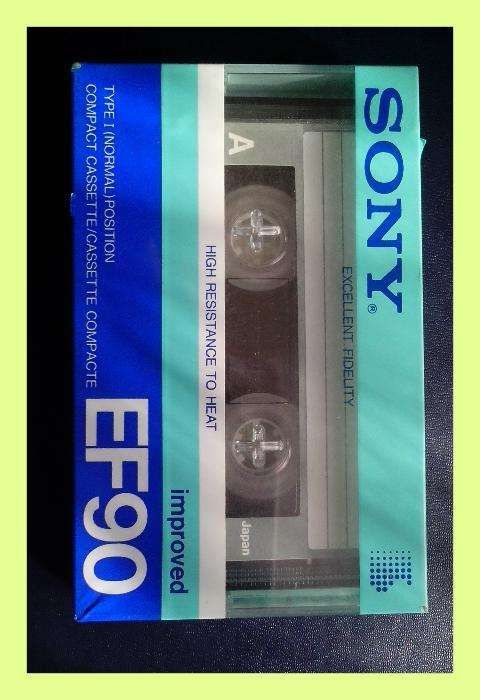 SONY®
EXCELLENT FIDELITY
A
Japan
HIGH RESISTANCE TO HEAT
improved
TYPE I (NORMAL) POSITION
COMPACT CASSETTE/CASSETTE COMPACTE
EF90